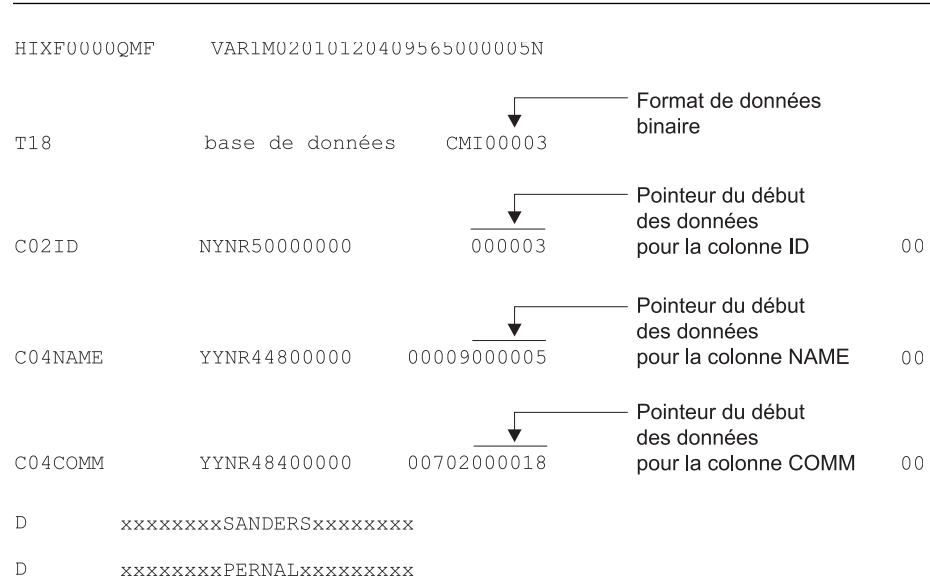 HIXF0000QMF VAR1M02010120409565000005N
Format de données
binaire
T18 base de données CMI00003
Pointeur du début
des données
C02ID NYNR50000000 000003 pour la colonne ID 00
Pointeur du début
des données
C04NAME YYNR44800000 00009000005 pour la colonne NAME 00
Pointeur du début
des données
C04COMM YYNR48400000 00702000018 pour la colonne COMM 00
D xxxxxxxxSANDERSxxxxxxxx
D xxxxxxxxPERNALxxxxxxxxx